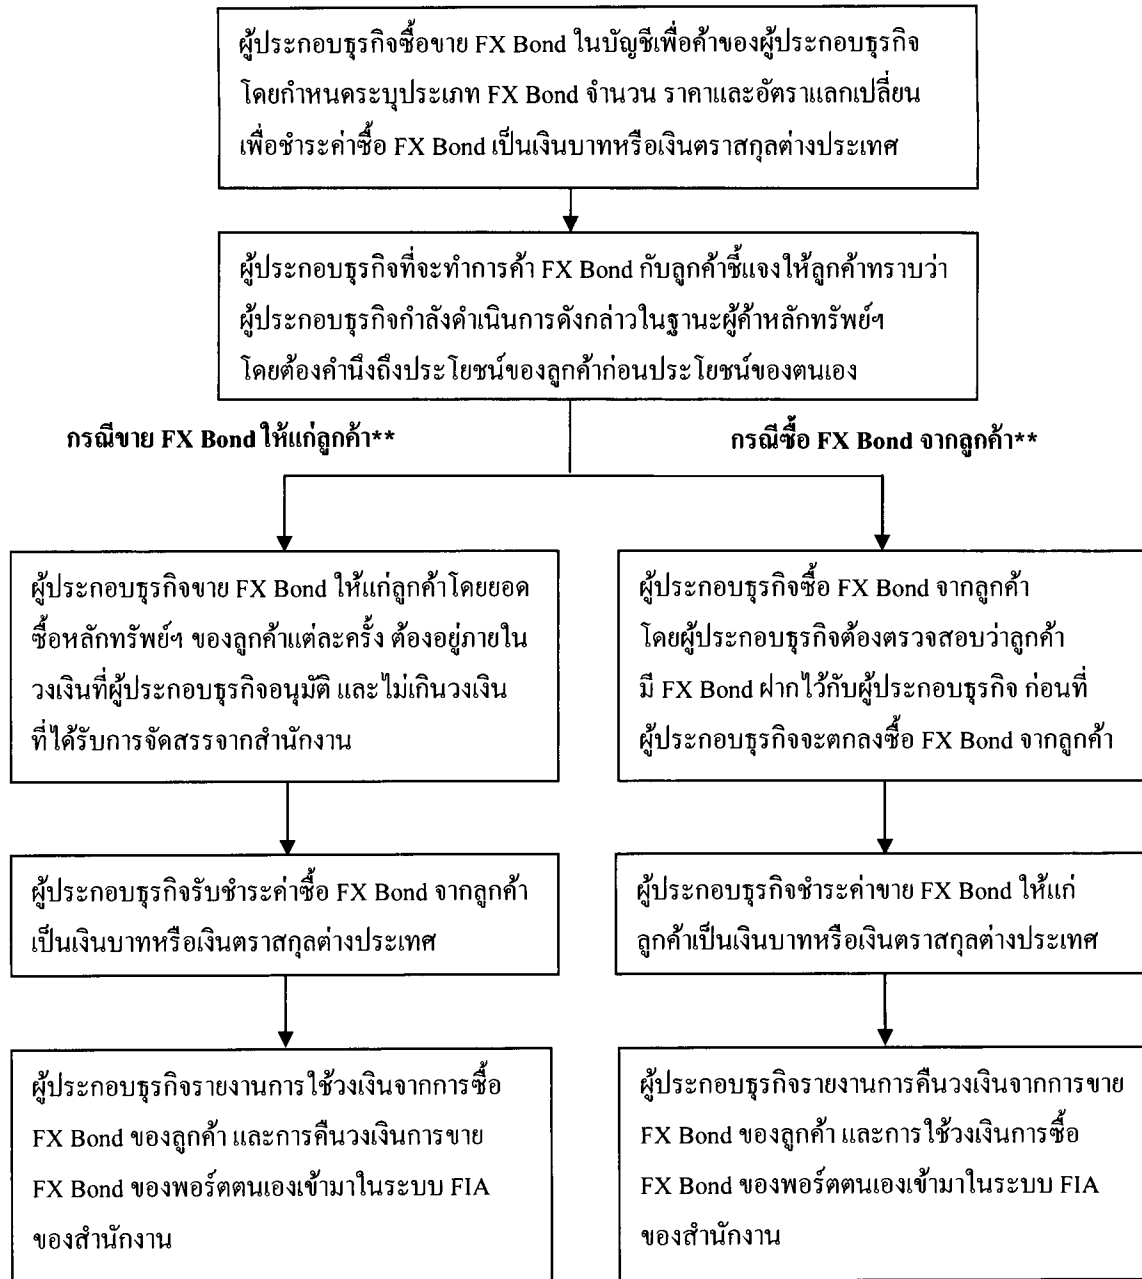 ผู้ประกอบธุรกิจซื้อขาย FX Bond ในบัญชีเพื่อค้าของผู้ประกอบธุรกิจ
โดยกำหนดระบุประเภท FX Bond จำนวน ราคาและอัตราแลกเปลี่ยน
เพื่อชำระค่าซื้อ FX Bond เป็นเงินบาทหรือเงินตราสกุลต่างประเทศ
ผู้ประกอบธุรกิจที่จะทำการค้า FX Bond กับลูกค้าชี้แจงให้ลูกค้าทราบว่า
ผู้ประกอบธุรกิจกำลังดำเนินการดังกล่าวในฐานะผู้ค้าหลักทรัพย์ฯ
โดยต้องคำนึงถึงประโยชน์ของลูกค้าก่อนประโยชน์ของตนเอง
กรณีขาย FX Bond ให้แก่ลูกค้า**
ผู้ประกอบธุรกิจขาย FX Bond ให้แก่ลูกค้าโดยยอด
ซื้อหลักทรัพย์ฯ ของลูกค้าแต่ละครั้ง ต้องอยู่ภายใน
วงเงินที่ผู้ประกอบธุรกิจอนุมัติ และไม่เกินวงเงิน
ที่ได้รับการจัดสรรจากสำนักงาน
ผู้ประกอบธุรกิจรับชำระค่าซื้อ FX Bond จากลูกค้า
เป็นเงินบาทหรือเงินตราสกุลต่างประเทศ
ผู้ประกอบธุรกิจรายงานการใช้วงเงินจากการซื้อ
FX Bond ของลูกค้า และการคืนวงเงินการขาย
FX Bond ของพอร์ตตนเองเข้ามาในระบบ FIA
ของสำนักงาน
กรณีซื้อ FX Bond จากลูกค้า**
ผู้ประกอบธุรกิจซื้อ FX Bond จากลูกค้า
โดยผู้ประกอบธุรกิจต้องตรวจสอบว่าลูกค้า
มี FX Bond ฝากไว้กับผู้ประกอบธุรกิจ ก่อนที่
ผู้ประกอบธุรกิจจะตกลงซื้อ FX Bond จากลูกค้า
ผู้ประกอบธุรกิจชำระค่าขาย FX Bond ให้แก่
ลูกค้าเป็นเงินบาทหรือเงินตราสกุลต่างประเทศ
ผู้ประกอบธุรกิจรายงานการคืนวงเงินจากการขาย
FX Bond ของลูกค้า และการใช้วงเงินการซื้อ
FX Bond ของพอร์ตตนเองเข้ามาในระบบ FIA
ของสำนักงาน